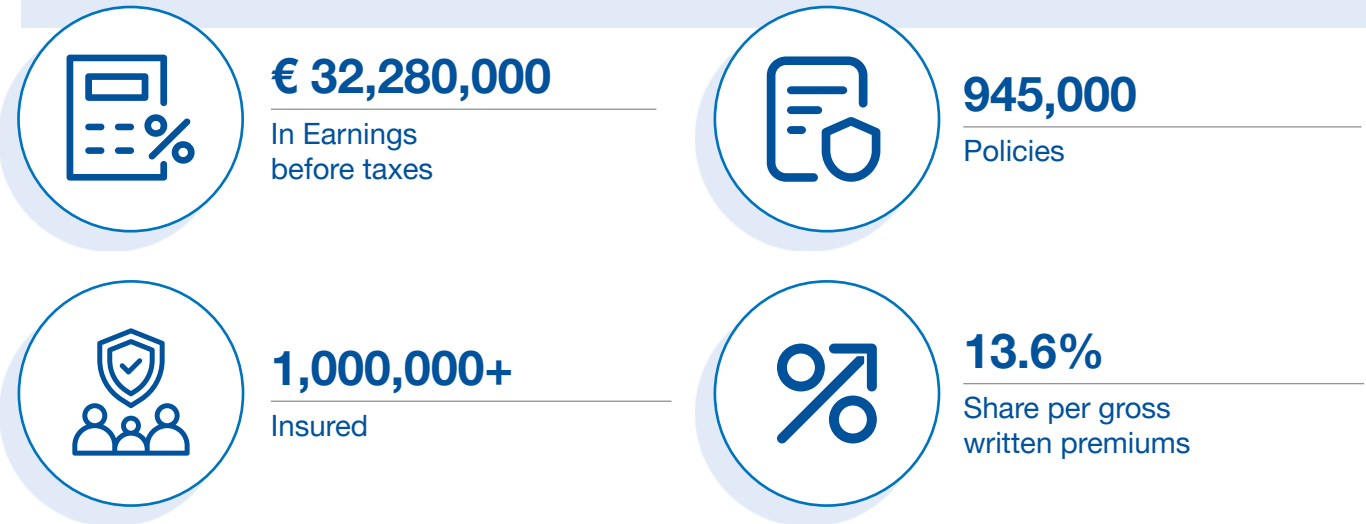 € 32,280,000
In Earnings
before taxes
945,000
Policies
1,000,000+
Insured
13.6%
Share per gross
written premiums